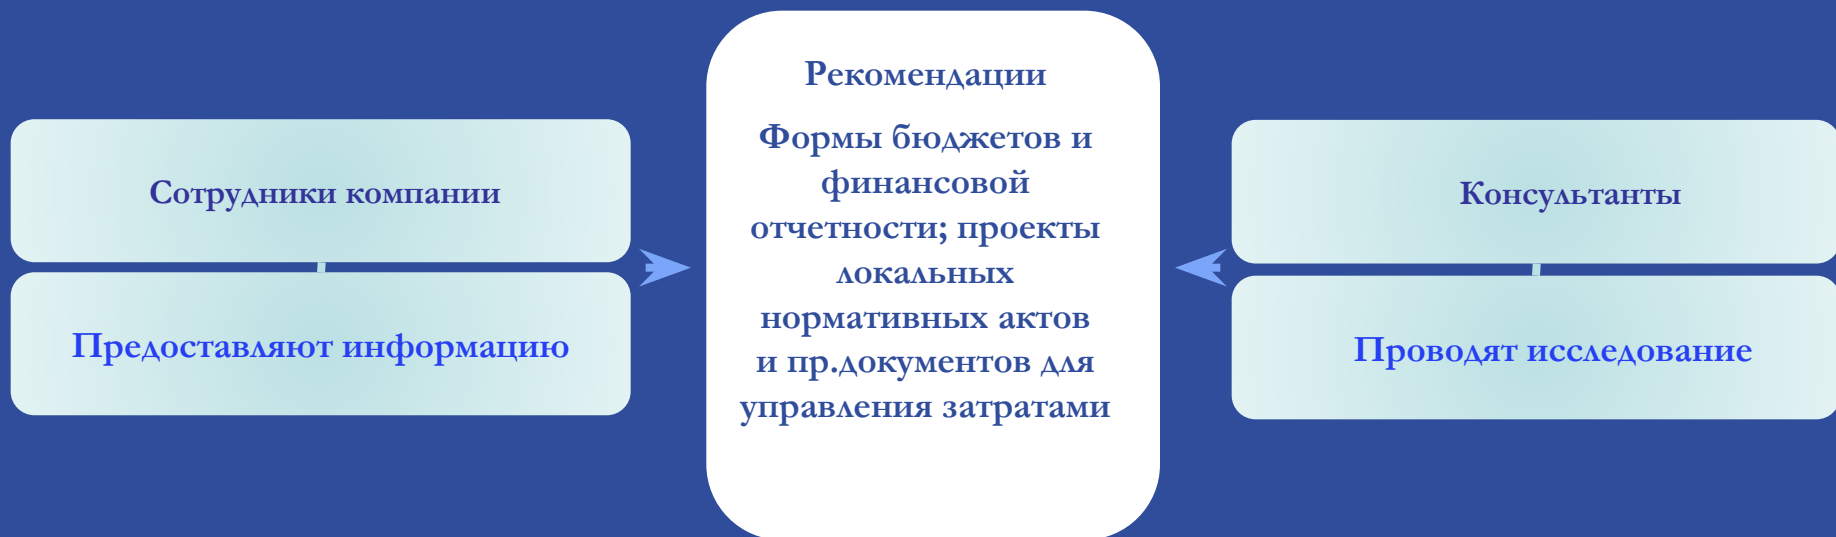 Сотрудники компании
Предоставляют информацию
Рекомендации
Формы бюджетов и
финансовой
отчетности; проекты
локальных
нормативных актов
и пр.документов для
управления затратами
Консультанты
Проводят исследование